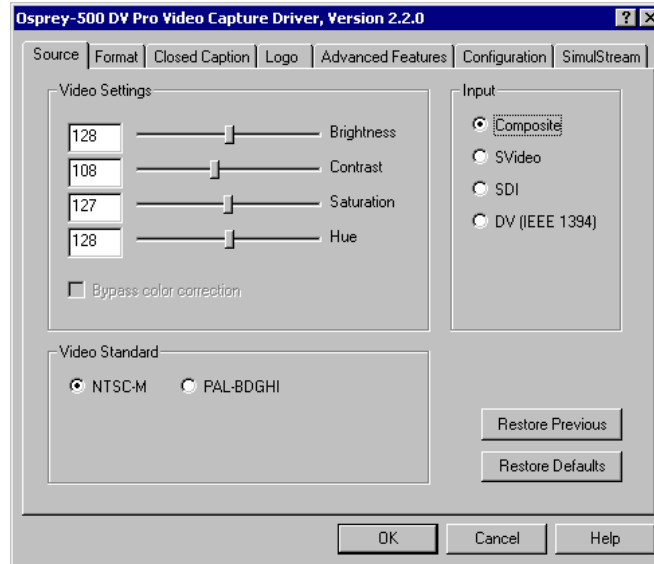 Osprey-500 DV Pro Video Capture Driver, Version 2.2.0
Source Format Closed Caption Logo Advanced Features Configuration SimulStream
Video Settings
128 Brightness
108 Contrast
127 Saturation
128 Hue
Bypass color correction
Input
Composite
SVideo
SDI
DV (IEEE 1394)
Video Standard
NTSC-M PAL-BDGHI
Restore Previous
Restore Defaults
OK Cancel Help